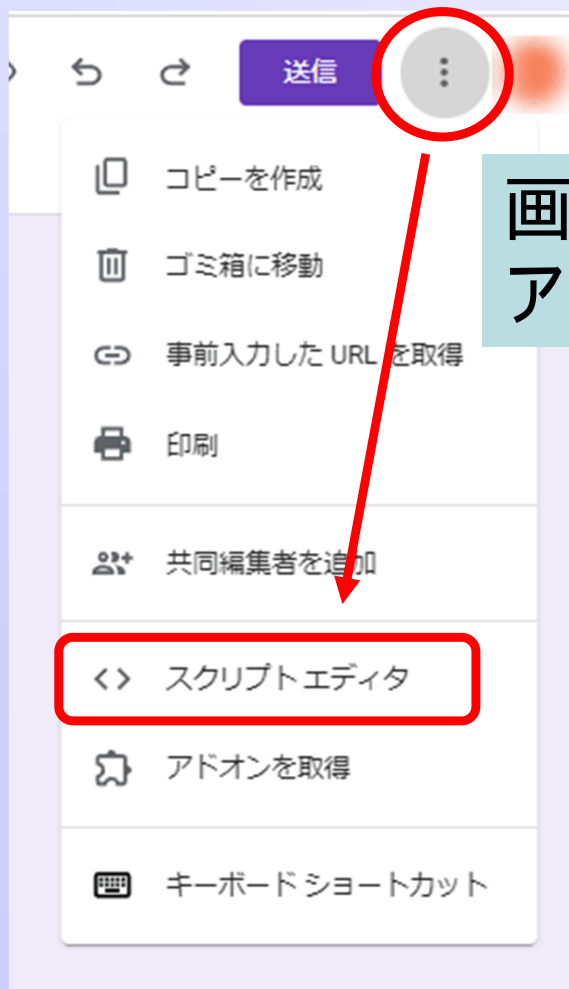 送信
コピーを作成
画
ア
ゴミ箱に移動
事前入力した URL を取得
印刷
共同編集者を追加
スクリプト エディタ
アドオンを取得
キーボード ショートカット